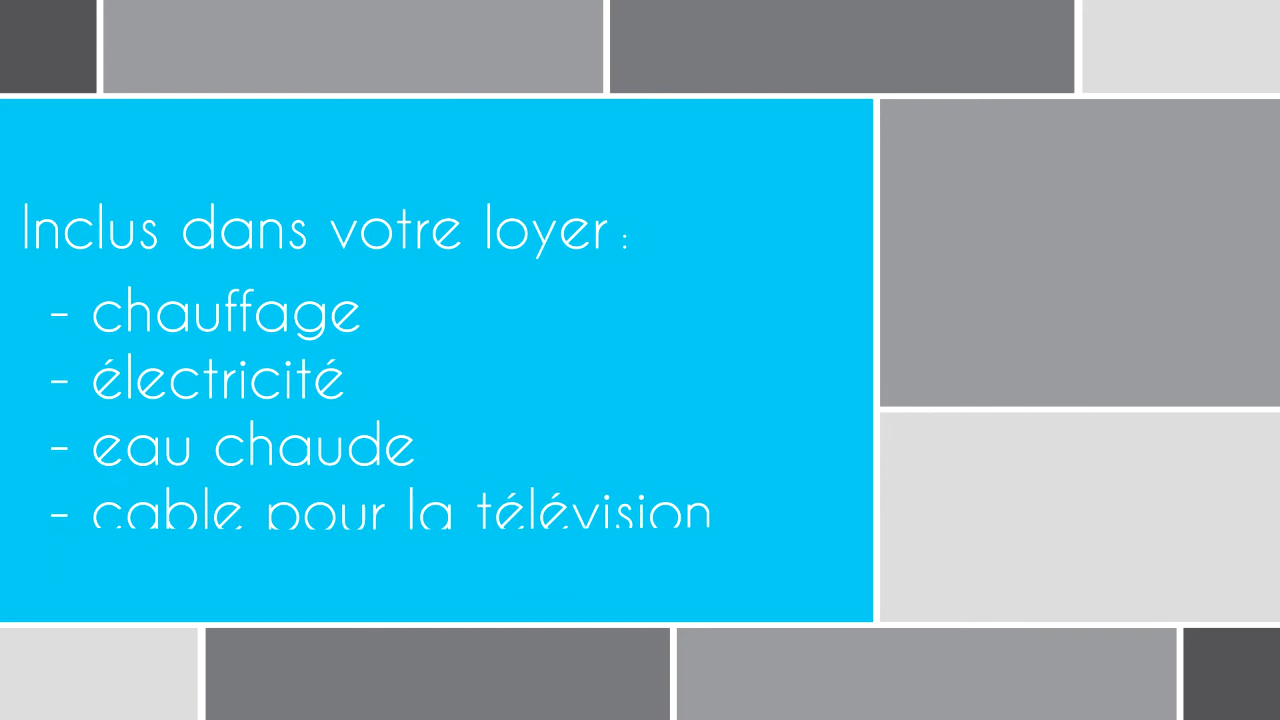 Inclus dans votre loyer :
- chauffage
- électricité
- eau chaude
- cable pour la télévision